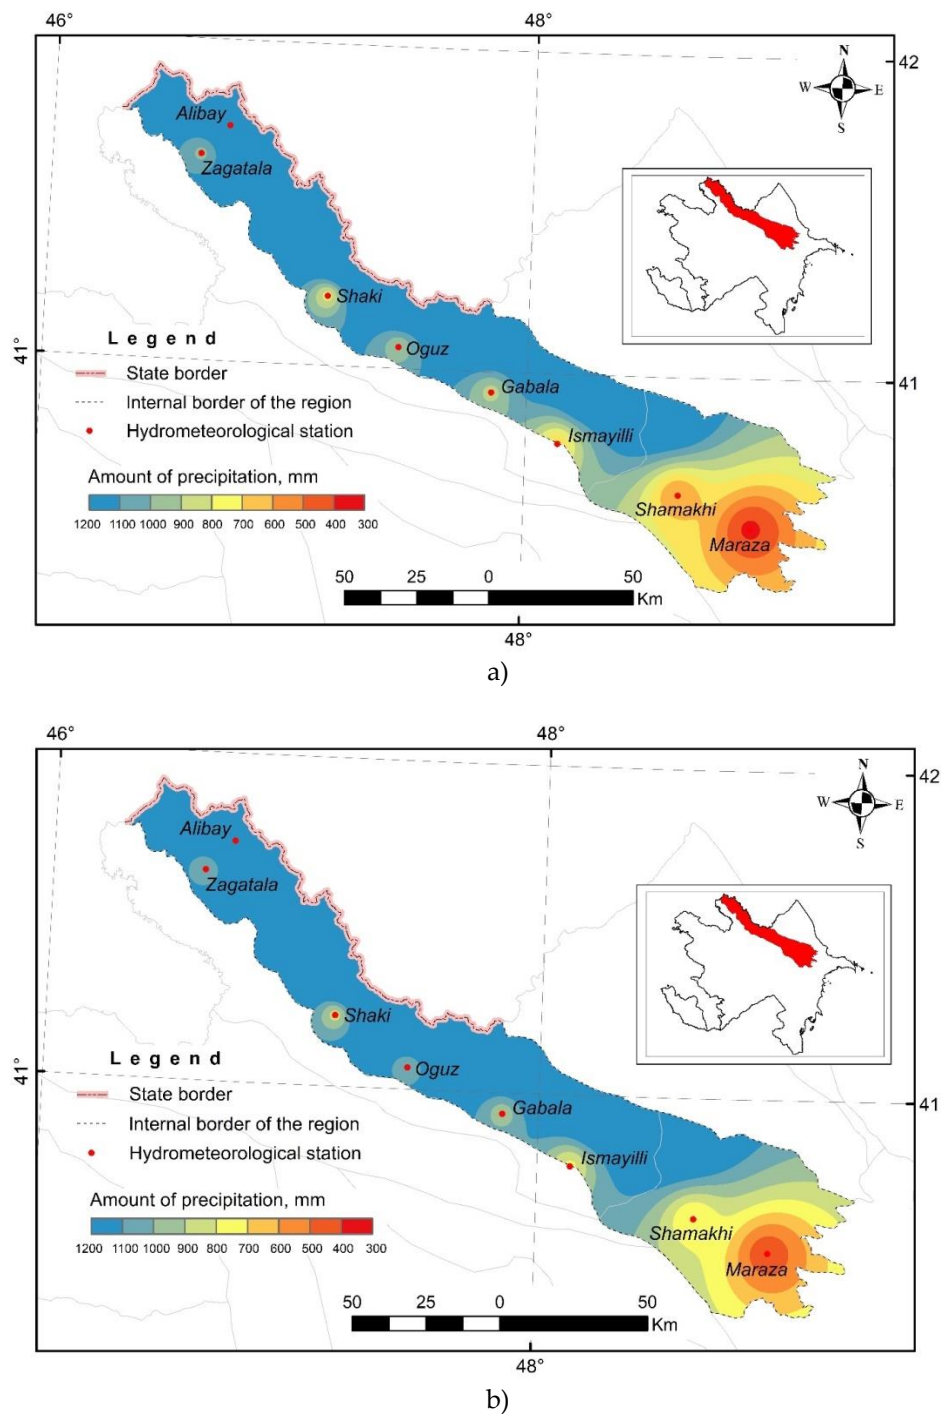 46°
48°
42
N
W E
S
Alibay
Zagatala
Shaki
Legend
Oguz
41°
41
State border
Gabala
Internal border of the region
Ismayilli
Hydrometeorological station
Amount of precipitation, mm
Shamakhi
1200 1100 1000 900 800 700 600 500 400 300
Maraza
50 25 0 50
Km
48°
a)
46°
48°
42
N
W E
S
Alibay
Zagatala
Shaki
Legend
Oguz
41°
State border
41
Gabala
Internal border of the region
Hydrometeorological station
Ismayilli
Amount of precipitation, mm
Shamakhi
1200 1100 1000 900 800 700 600 500 400 300
Maraza
50 25 0 50
Km
48°
b)